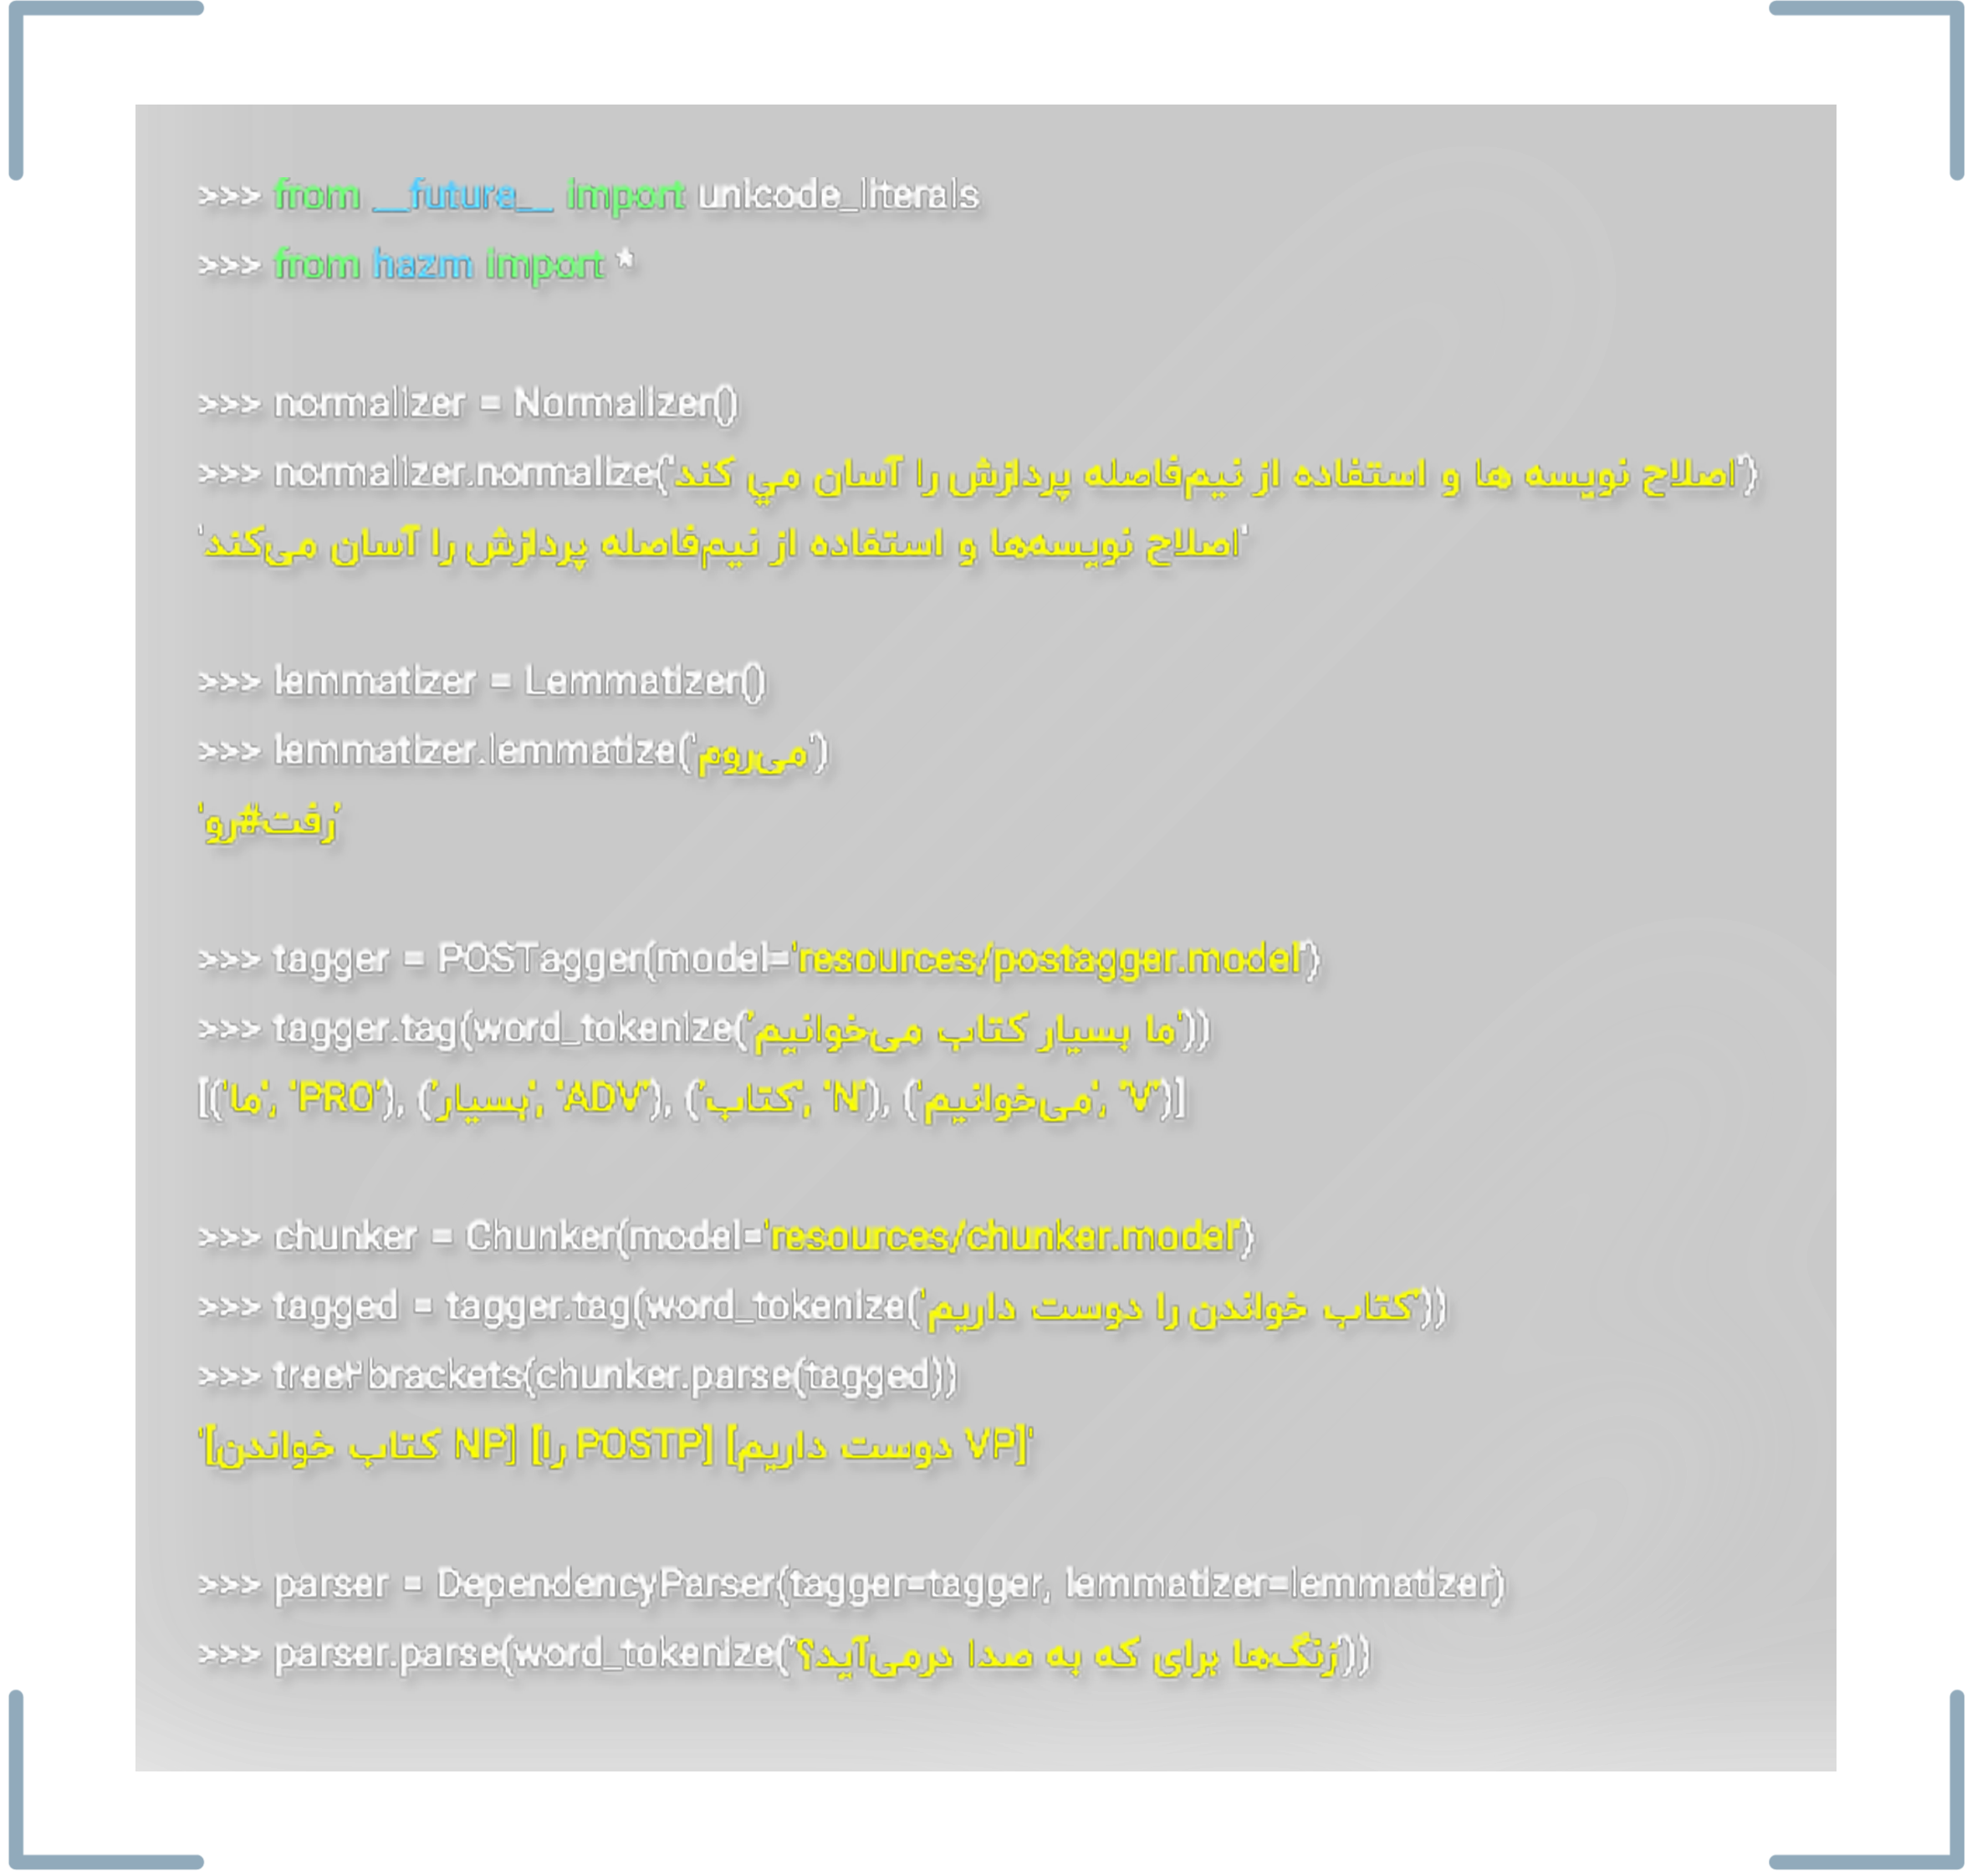 >>> from __future__ import unicode_literals
>>> from hazm import *
>>> normalizer = Normalizer()
>>> normalizer.normalize('اصلاح نويسه ها و استفاده از نیم‌فاصله پردازش را آسان مي كند')
'اصلاح نویسه‌ها و استفاده از نیم‌فاصله پردازش را آسان می‌کند'
>>> lemmatizer = Lemmatizer()
>>> lemmatizer.lemmatize('می‌روم')
'رفت#رو'
>>> tagger = POSTagger(model='resources/postagger.model')
>>> tagger.tag(word_tokenize('ما بسیار کتاب می‌خوانیم'))
[('ما', 'PRO'), ('بسیار', 'ADV'), ('کتاب', 'N'), ('می‌خوانیم', 'V')]
>>> chunker = Chunker(model='resources/chunker.model')
>>> tagged = tagger.tag(word_tokenize('کتاب خواندن را دوست داریم'))
>>> tree۲brackets(chunker.parse(tagged))
'[کتاب خواندن NP] [را POSTP] [دوست داریم VP]'
>>> parser = DependencyParser(tagger=tagger, lemmatizer=lemmatizer)
>>> parser.parse(word_tokenize('زنگ‌ها برای که به صدا درمی‌آید؟'))